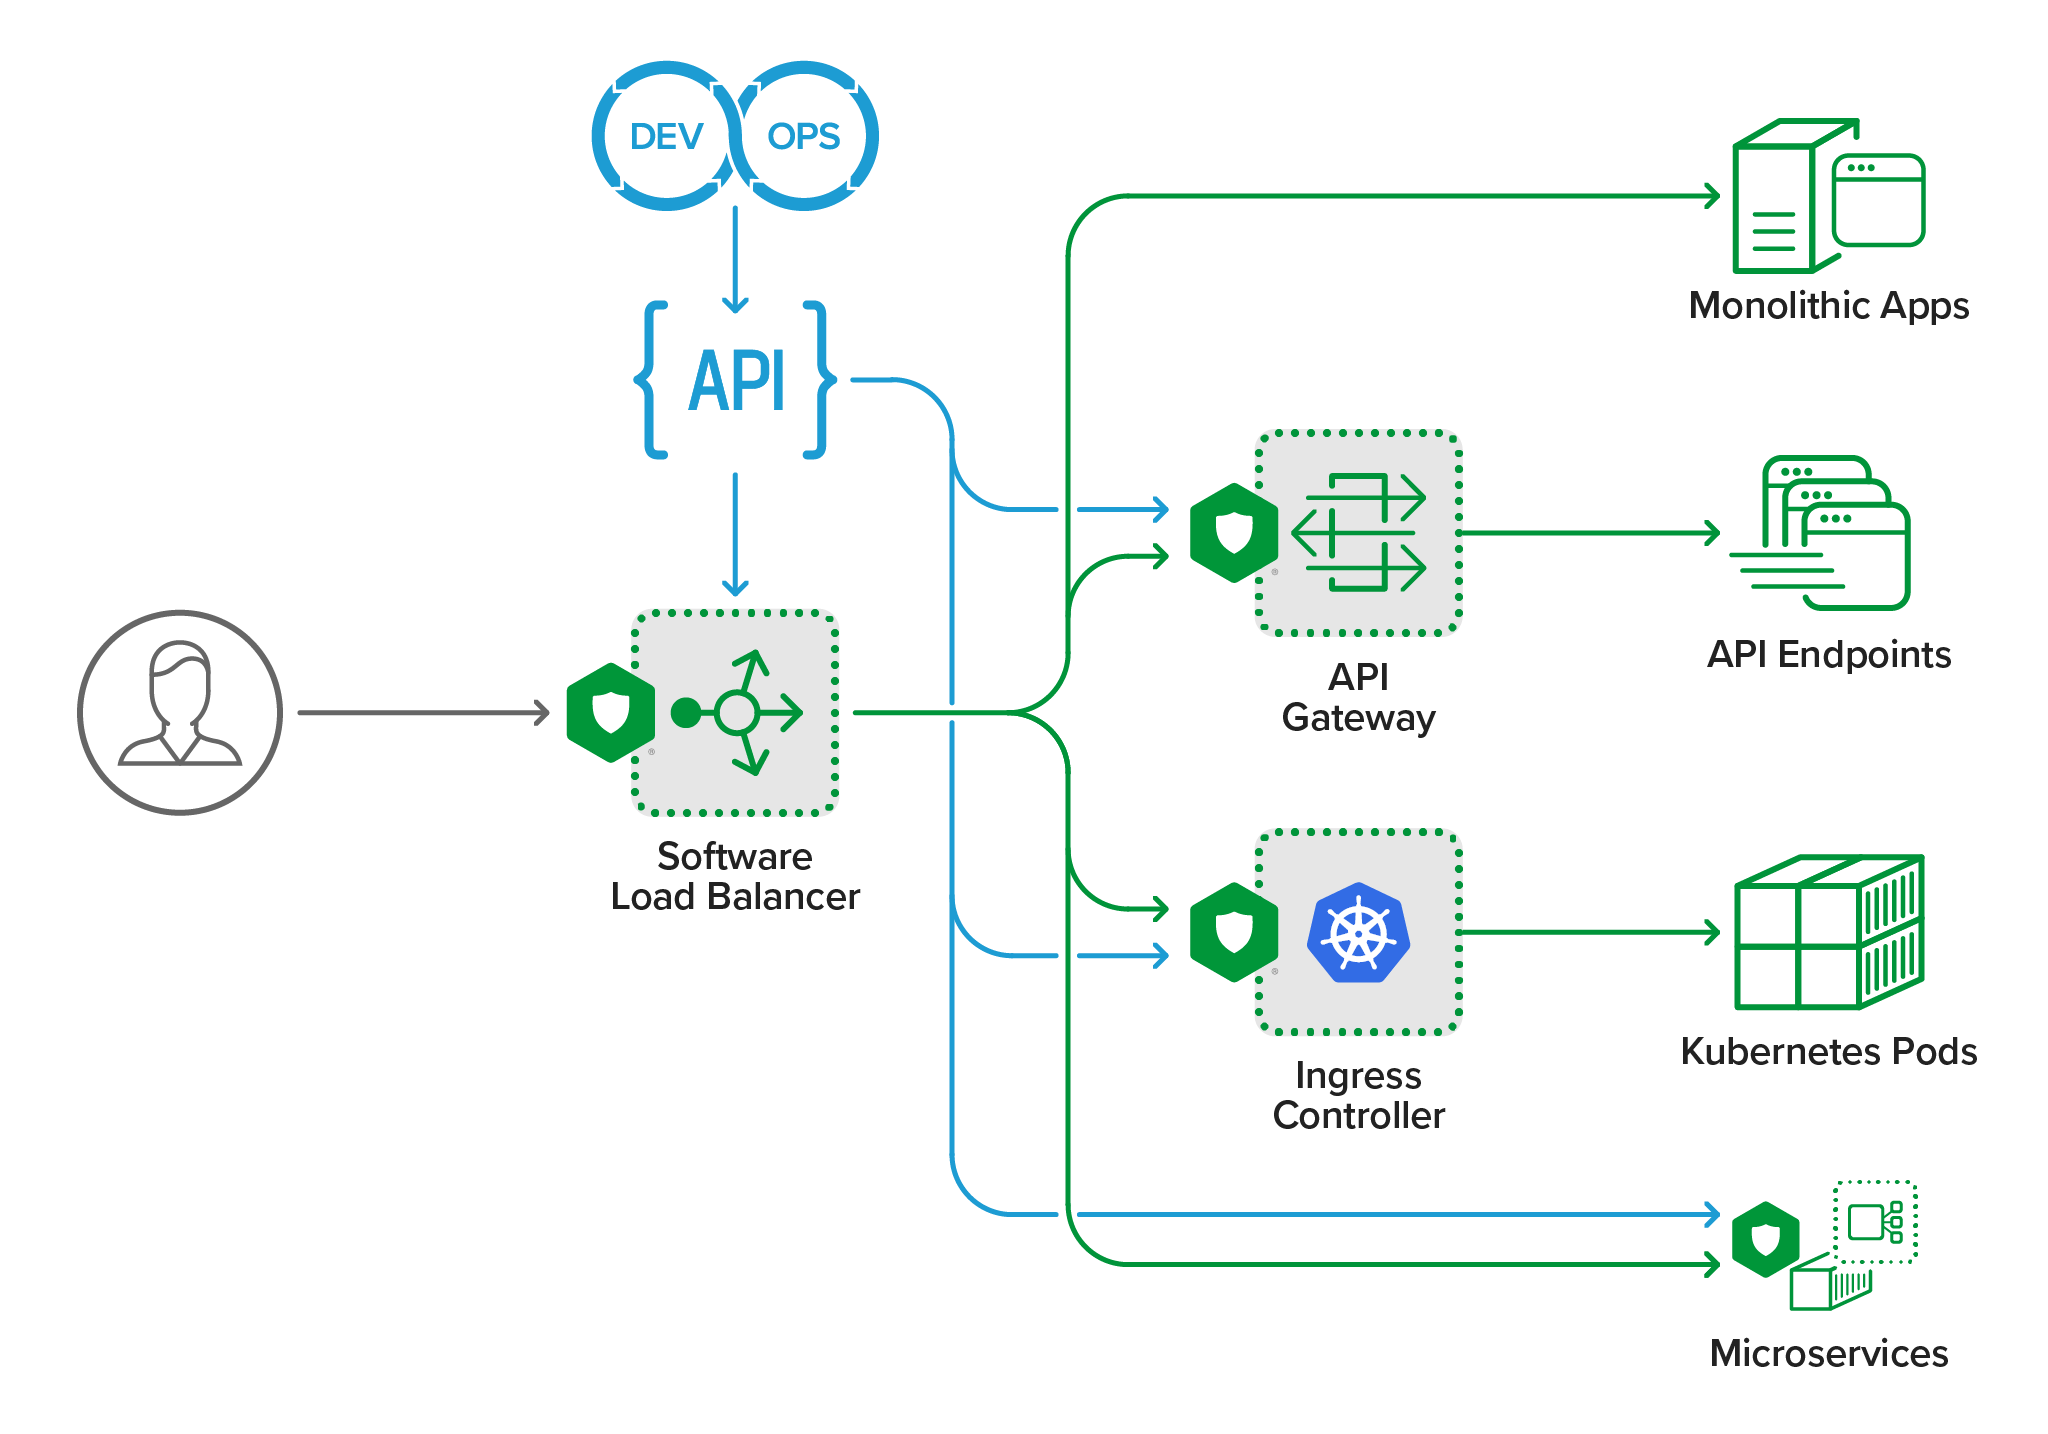 DEV OPS
API
Monolithic Apps
API Endpoints
API
Gateway
Software
Load Balancer
Kubernetes Pods
Ingress
Controller
Microservices
®
®
®